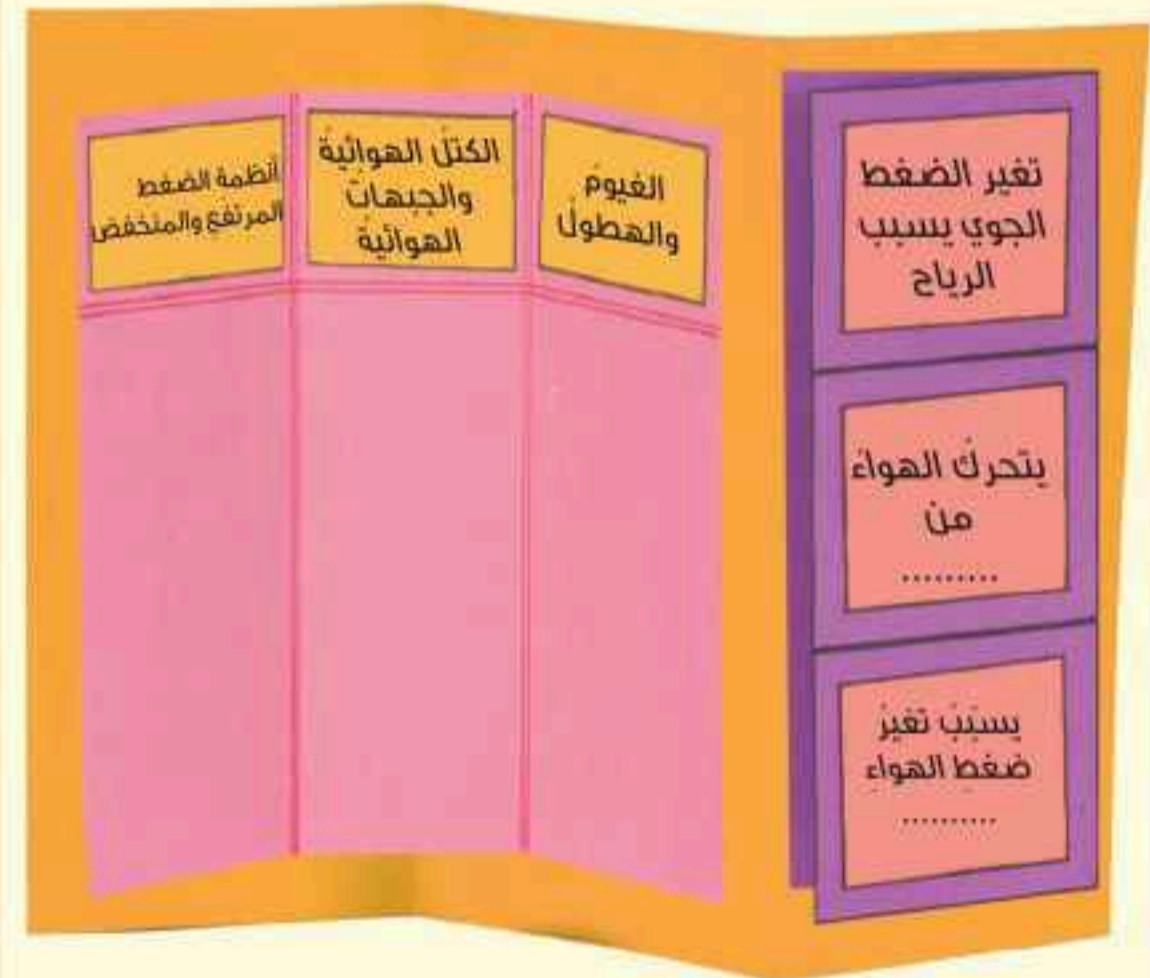 تغير الضغط
الجوي يسبب
الرياح
يتحرك الهواء
من
.........
يسبب تغير
ضغط الهواء
.........
الغيوم
والهطول
الكتل الهوائية
والجبهات
الهوائية
أنظمة الضغط
المرتفع والمنخفض